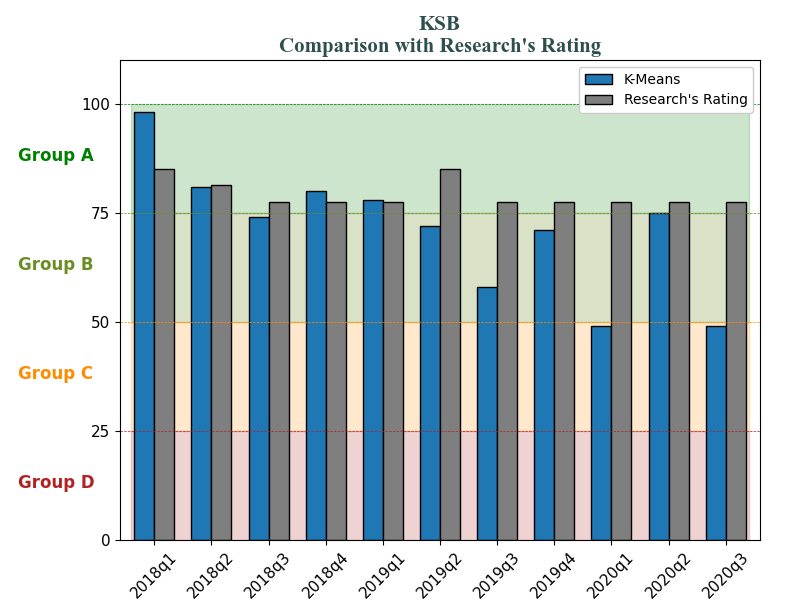 KSB
Comparison with Research's Rating
K-Means
Research's Rating
100
Group A
75
Group B
50
Group C
25
Group D
0
2018q1
2018q2
2018q3
2018q4
2019q1
2019q2
2019q3
2019q4
2020q1
2020q2
2020q3